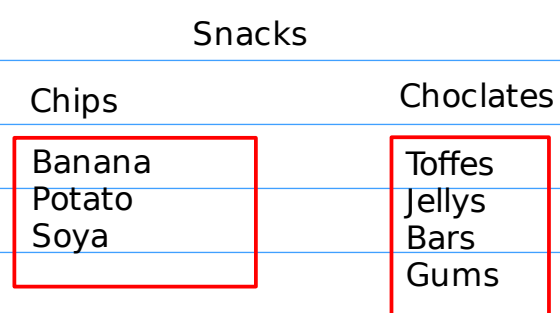 Snacks
Chips
Banana
Potato
Soya
Choclates
Toffes
Jellys
Bars
Gums